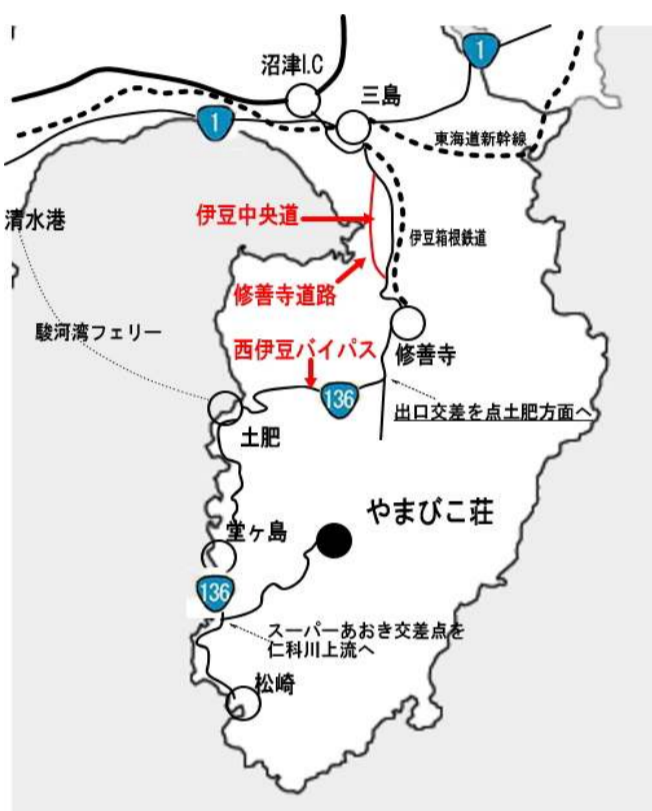 1
沼津I.C
三島
1
東海道新幹線
伊豆中央道
清水港
伊豆箱根鉄道
修善寺道路
駿河湾フェリー
西伊豆バイパス
修善寺
136
出口交差を点土肥方面へ
土肥
やまびこ荘
堂ヶ島
136
スーパーあおき交差点を
仁科川上流へ
松崎